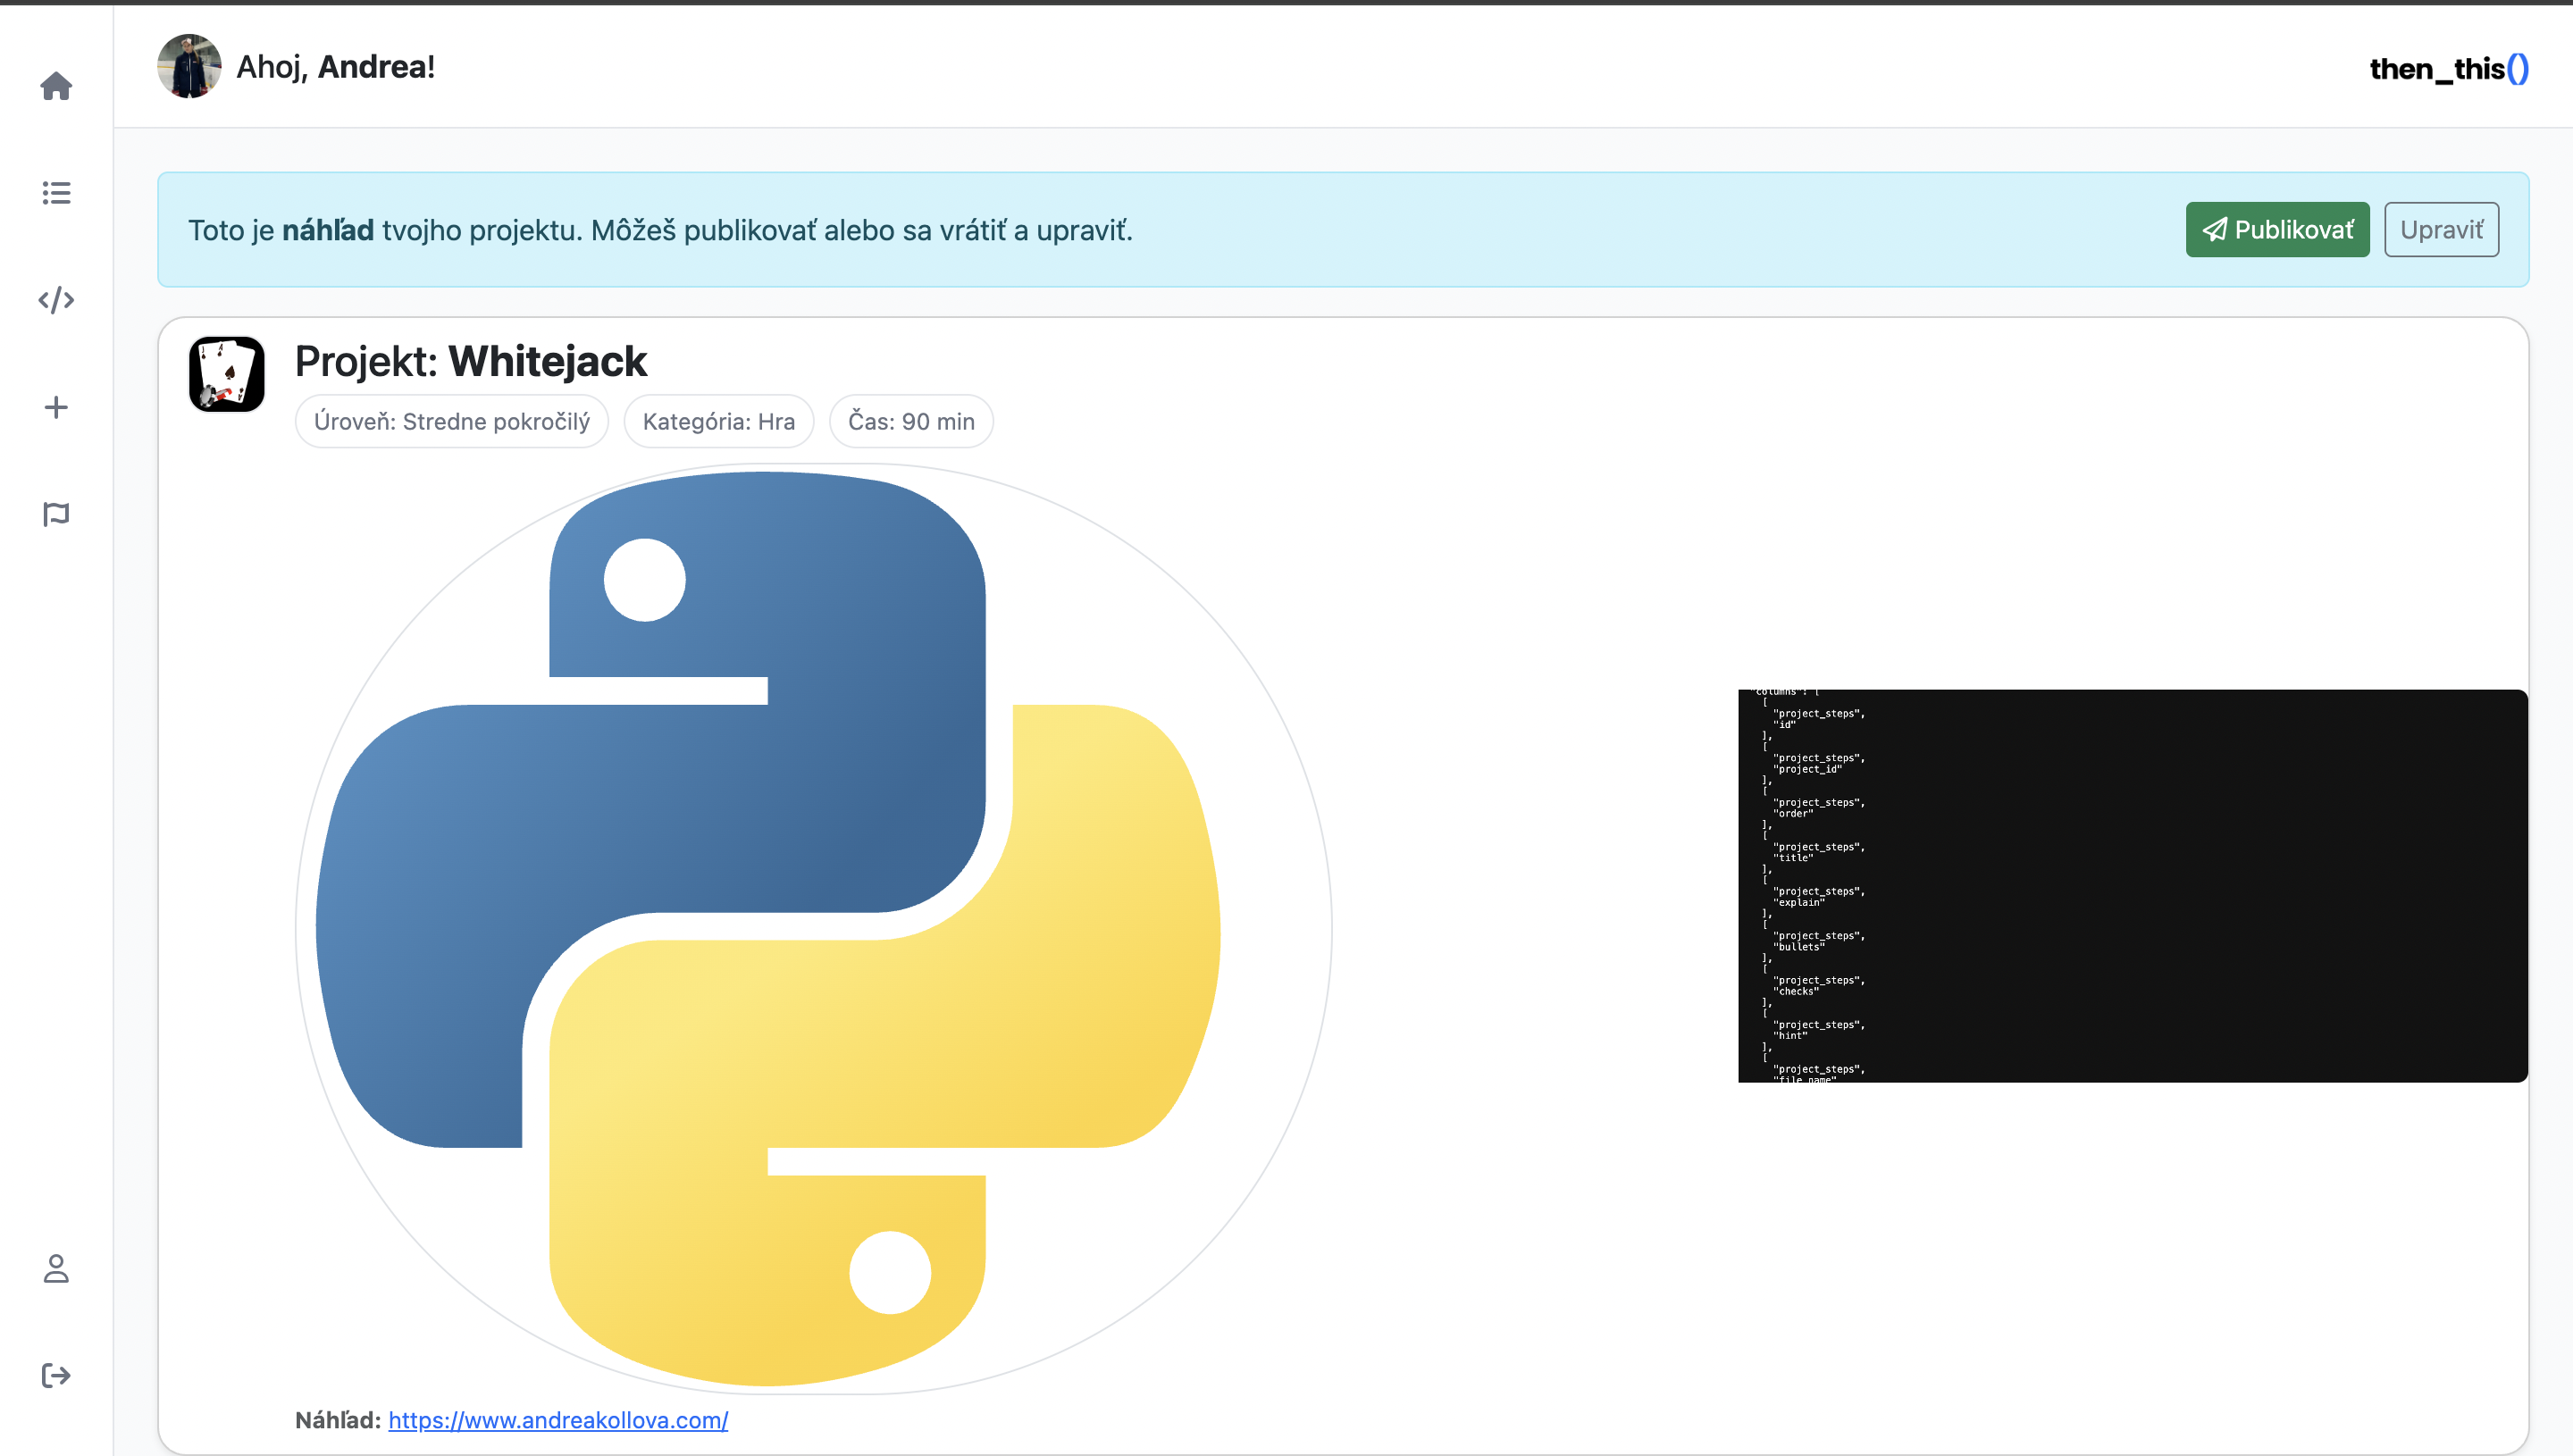 Ahoj, Andrea!
then_this()
Toto je náhľad tvojho projektu. Môžeš publikovať alebo sa vrátiť a upraviť.
Publikovať
Upraviť
Projekt: Whitejack
Úroveň: Stredne pokročilý
Kategória: Hra
Čas: 90 min
"columns": [
[
"project_steps",
"id"
],
[
"project_steps",
"project_id"
],
[
"project_steps",
"order"
],
[
"project_steps",
"title"
],
[
"project_steps",
"explain"
],
[
"project_steps",
"bullets"
],
[
"project_steps",
"checks"
],
[
"project_steps",
"hint"
],
[
"project_steps",
"file_name"
Náhľad: https://www.andreakollova.com/